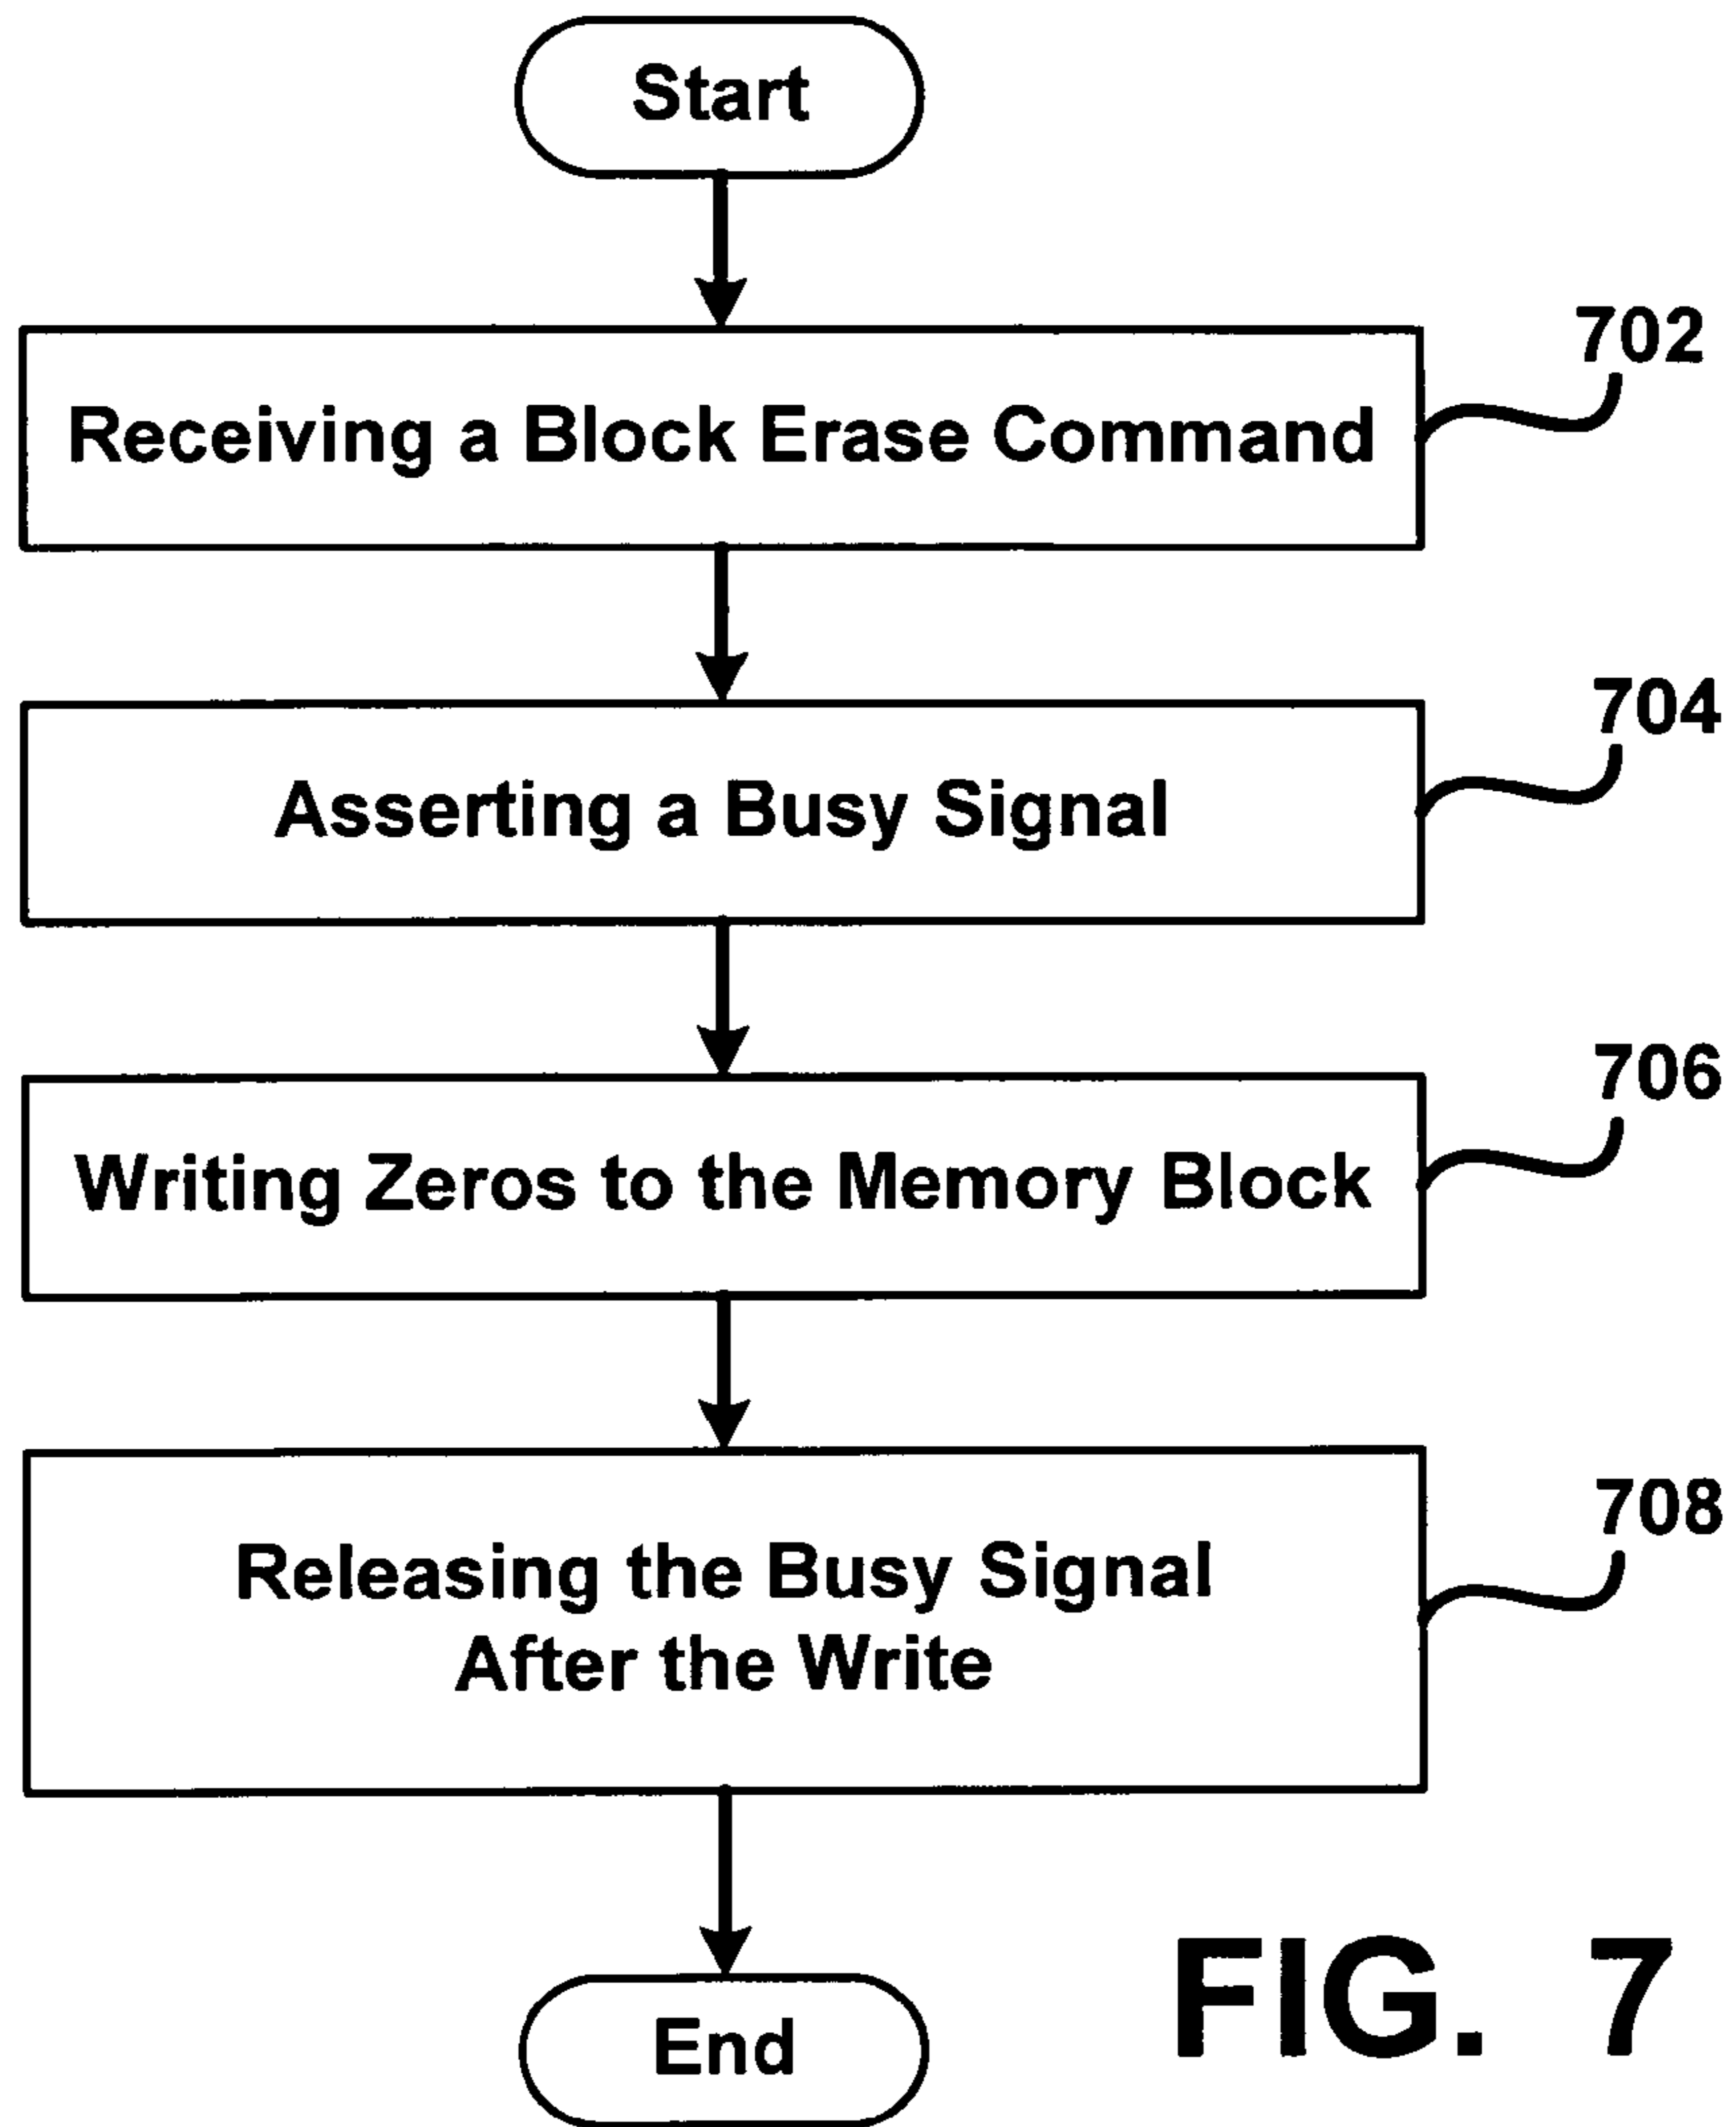 Start
702
Receiving a Block Erase Command
704
Asserting a Busy Signal
706
Writing Zeros to the Memory Block
708
Releasing the Busy Signal
After the Write
End
FIG. 7